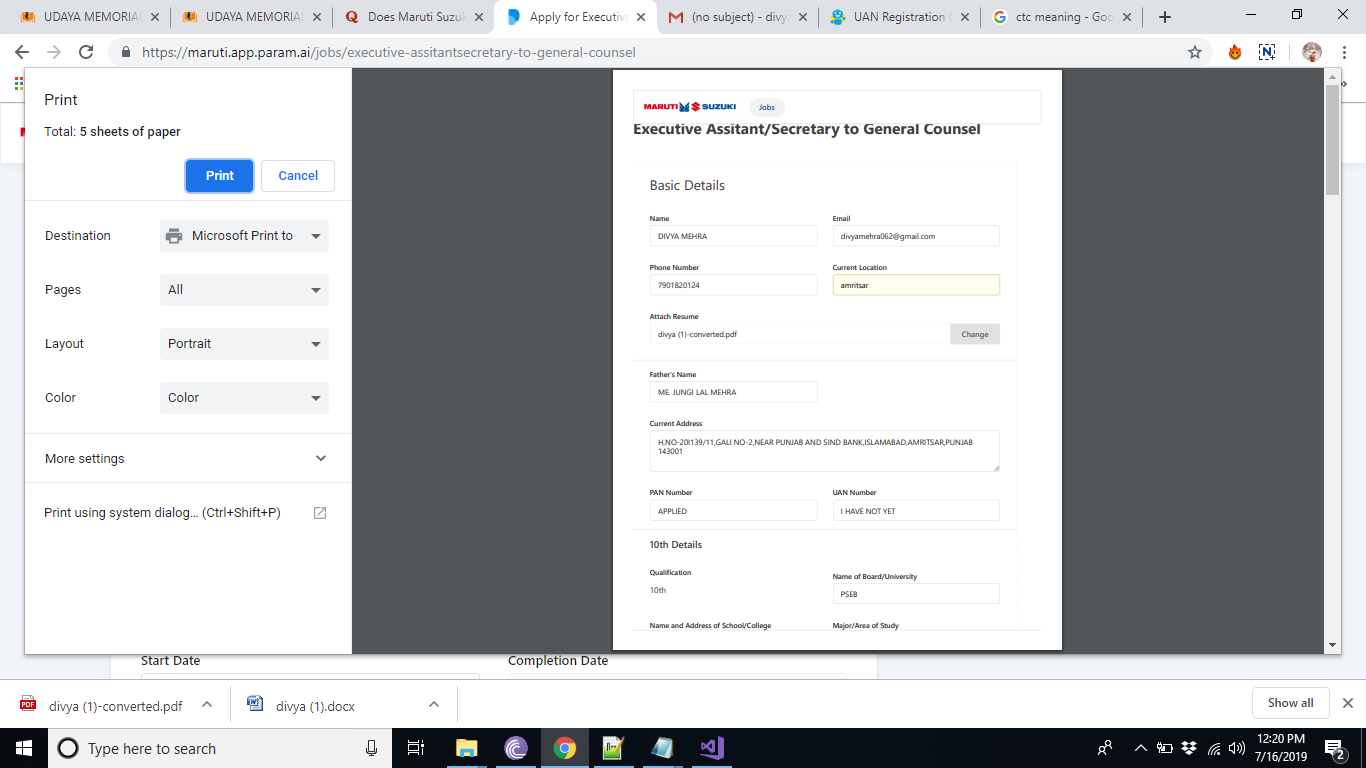 UDAYA MEMORIA
UDAYA MEMORIA
Does Maruti Suzuk
Apply for Executiv
(no subject) - divya
UAN Registration &
ctc meaning - Goo
https://maruti.app.param.ai/jobs/executive-assitantsecretary-to-general-counsel
Print
Total: 5 sheets of paper
Print Cancel
Destination Microsoft Print to
Pages All
Layout Portrait
Color Color
More settings
Print using system dialog... (Ctrl+Shift+P)
MARUTI SUZUKI Jobs
Executive Assitant/Secretary to General Counsel
Basic Details
Name Email
DIVYA MEHRA divyamehra062@gmail.com
Phone Number Current Location
7901820124 amritsar
Attach Resume
divya (1)-converted.pdf Change
Father's Name
ME. JUNGI LAL MEHRA
Current Address
H,NO-20I139/11,GALI NO-2,NEAR PUNJAB AND SIND BANK,ISLAMABAD,AMRITSAR,PUNJAB
143001
PAN Number UAN Number
APPLIED I HAVE NOT YET
10th Details
Qualification Name of Board/University
10th PSEB
Name and Address of School/College Major/Area of Study
Start Date Completion Date
divya (1)-converted.pdf divya (1).docx Show all
Type here to search
12:20 PM
7/16/2019
2